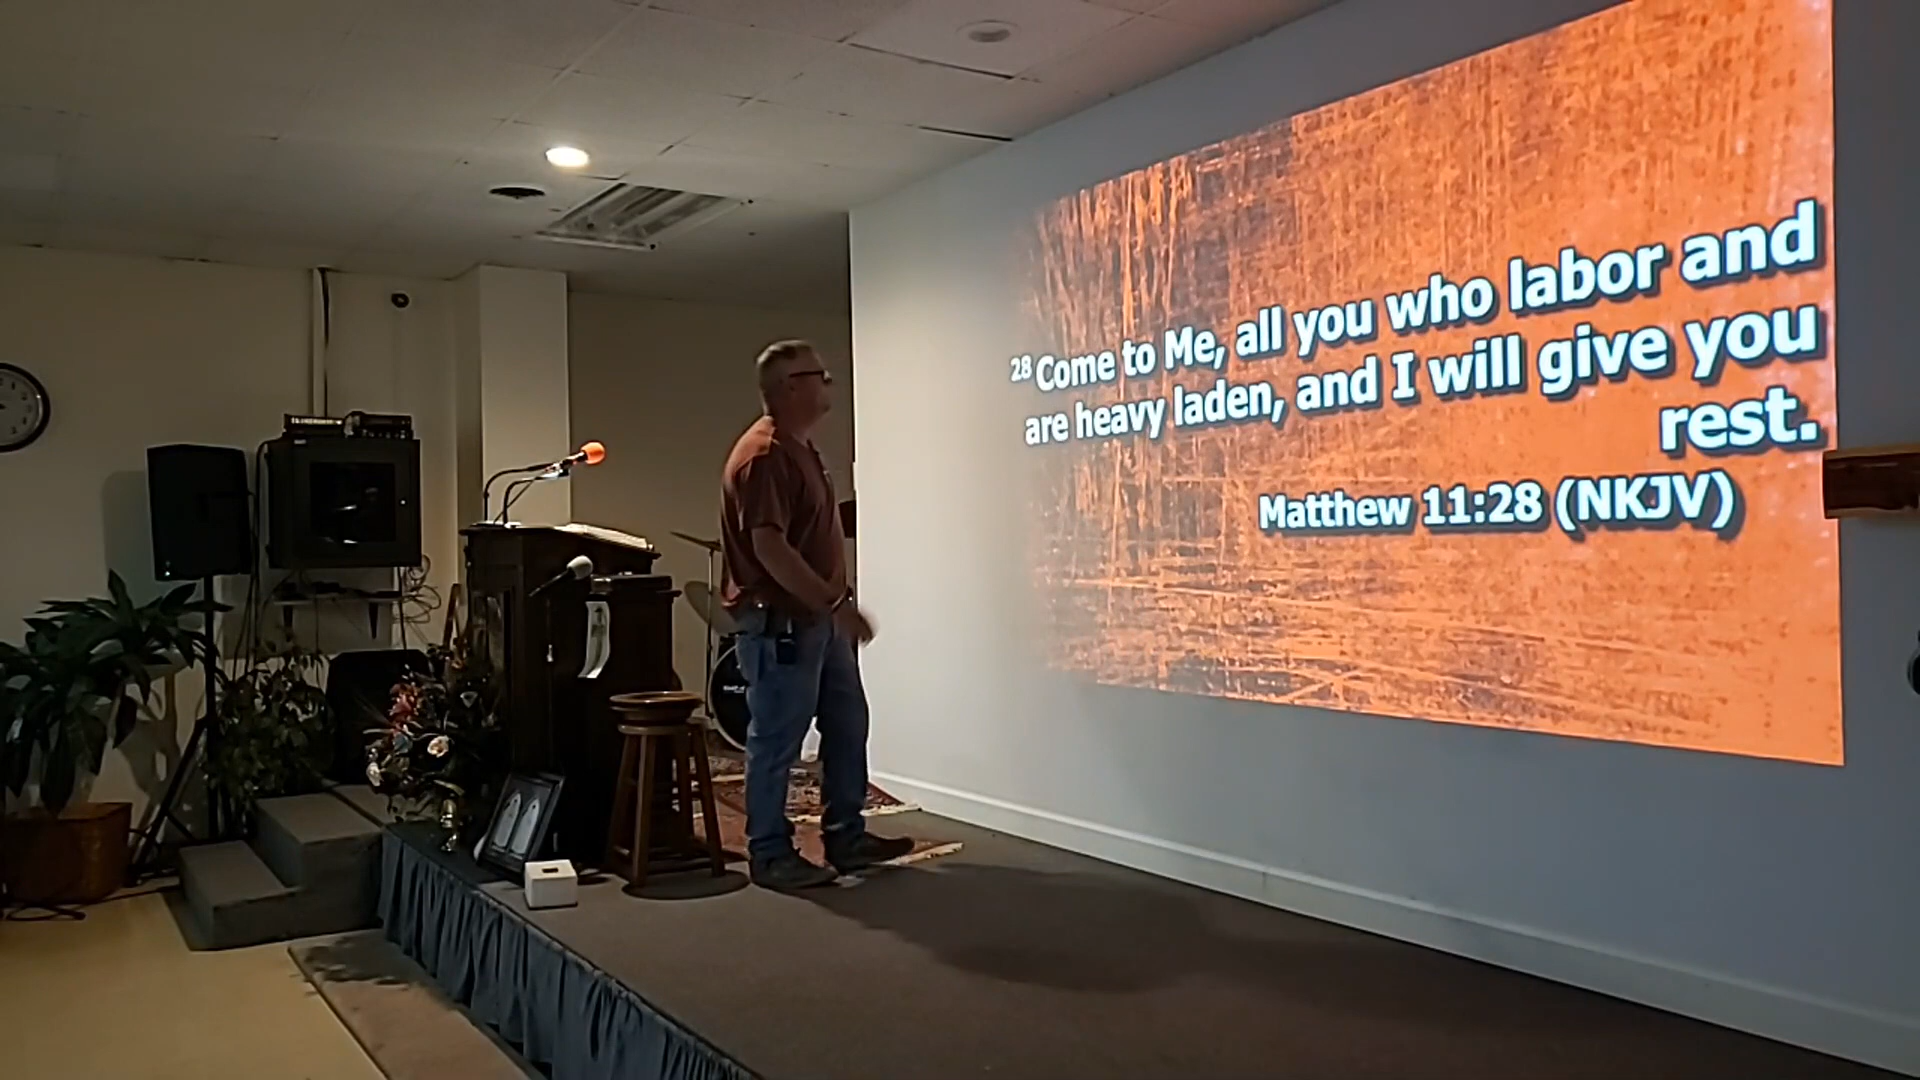 28 Come to Me, all you who labor and
are heavy laden, and I will give you
rest.
Matthew 11:28 (NKJV)